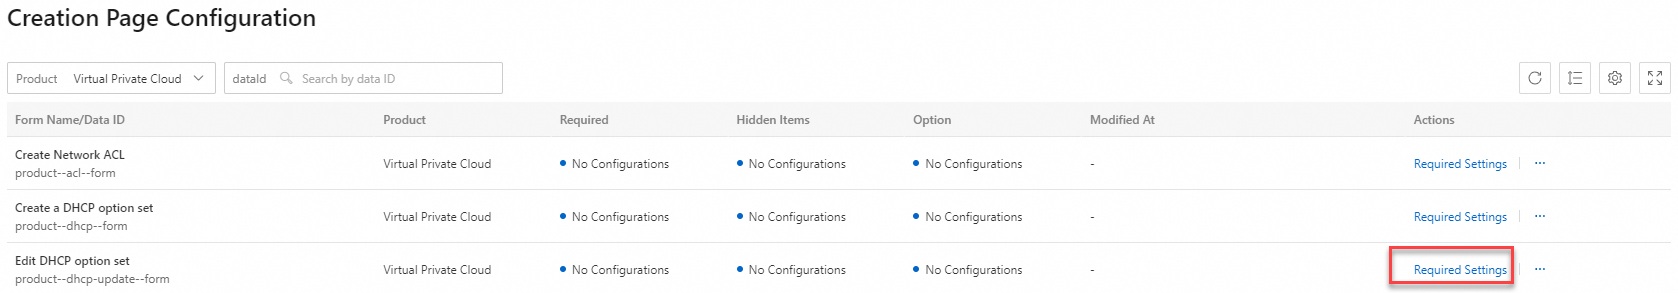 Creation Page Configuration
Product Virtual Private Cloud dataId Search by data ID
Form Name/Data ID Product Required Hidden Items Option Modified At Actions
Create Network ACL
product--acl--form
Virtual Private Cloud No Configurations No Configurations No Configurations - Required Settings ...
Create a DHCP option set
product--dhcp--form
Virtual Private Cloud No Configurations No Configurations No Configurations - Required Settings ...
Edit DHCP option set
product--dhcp-update--form
Virtual Private Cloud No Configurations No Configurations No Configurations - Required Settings ...